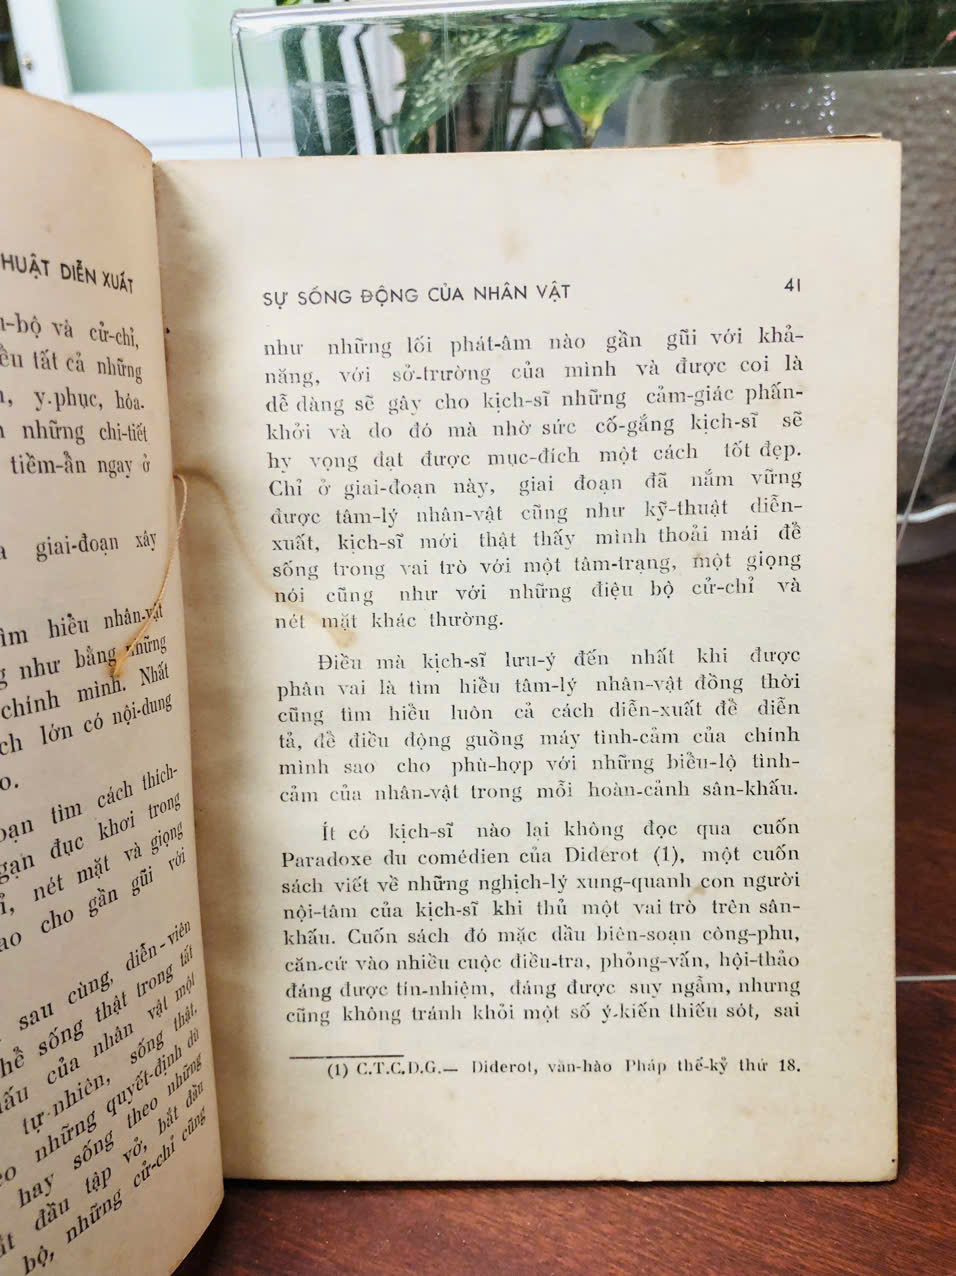 HUẬT DIỄN XUẤT
-bộ và cử-chỉ,
tất cả những
y.phục, hóa.
những chi-tiết
tiềm-ẩn ngay ở
giai-đoạn xây
hiểu nhân-vật
như bằng những
chính mình. Nhất
lớn có nội-dung
tìm cách thích-
đục khơi trong
nét mặt và giọng
cho gần gũi với
sau cùng, diễn-viên
sống thật trong tất
của nhân vật một
tự-nhiên, sống thật,
những quyết-định dù
hay sống theo những
đầu tập vở, bắt đầu
bộ, những cử-chỉ cũng
SỰ SỐNG ĐỘNG CỦA NHÂN VẬT 41
như những lối phát-âm nào gần gũi với khả-
năng, với sở-trường của mình và được coi là
dễ dàng sẽ gây cho kịch-sĩ những cảm-giác phấn-
khởi và do đó mà nhờ sức cố-gắng kịch-sĩ sẽ
hy vọng đạt được mục-đích một cách tốt đẹp.
Chỉ ở giai-đoạn này, giai đoạn đã nắm vững
được tâm-lý nhân-vật cũng như kỹ-thuật diễn-
xuất, kịch-sĩ mới thật thấy mình thoải mái để
sống trong vai trò với một tâm-trạng, một giọng
nói cũng như với những điệu bộ cử-chỉ và
nét mặt khác thường.
Điều mà kịch-sĩ lưu-ý đến nhất khi được
phân vai là tìm hiểu tâm-lý nhân-vật đồng thời
cũng tìm hiểu luôn cả cách diễn-xuất để diễn
tả, để điều động guồng máy tình-cảm của chính
mình sao cho phù-hợp với những biểu-lộ tình-
cảm của nhân-vật trong mỗi hoàn-cảnh sân-khấu.
Ít có kịch-sĩ nào lại không đọc qua cuốn
Paradoxe du comédien của Diderot (1), một cuốn
sách viết về những nghịch-lý xung-quanh con người
nội-tâm của kịch-sĩ khi thủ một vai trò trên sân-
khấu. Cuốn sách đó mặc dầu biên-soạn công-phu,
căn-cứ vào nhiều cuộc điều-tra, phỏng-vấn, hội-thảo
đáng được tín-nhiệm, đáng được suy ngẫm, nhưng
cũng không tránh khỏi một số ý-kiến thiếu sót, sai
(1) C.T.C.D.G.— Diderot, văn-hào Pháp thế-kỷ thứ 18.